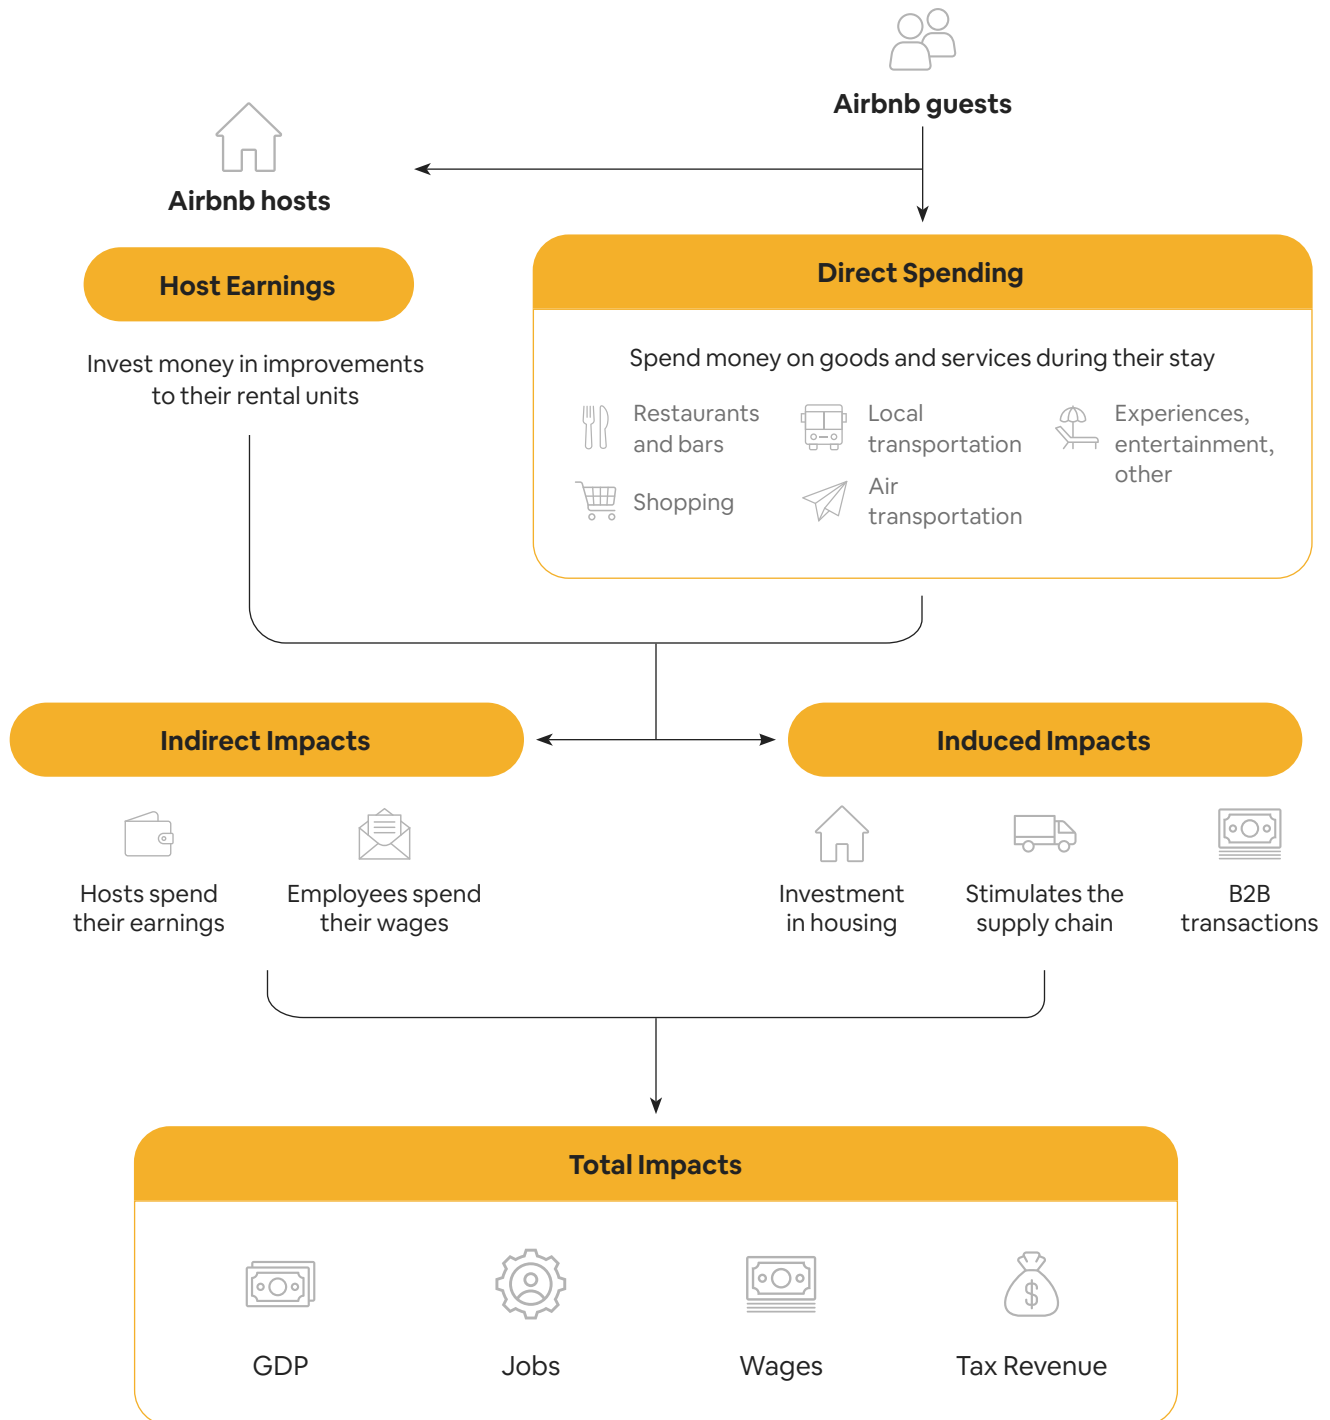 Airbnb guests
Airbnb hosts
Host Earnings
Invest money in improvements
to their rental units
Direct Spending
Spend money on goods and services during their stay
Restaurants
and bars
Local
transportation
Experiences,
entertainment,
other
Shopping
Air
transportation
Indirect Impacts
Hosts spend
their earnings
Employees spend
their wages
Induced Impacts
Investment
in housing
Stimulates the
supply chain
B2B
transactions
Total Impacts
$
GDP
Jobs
Wages
Tax Revenue